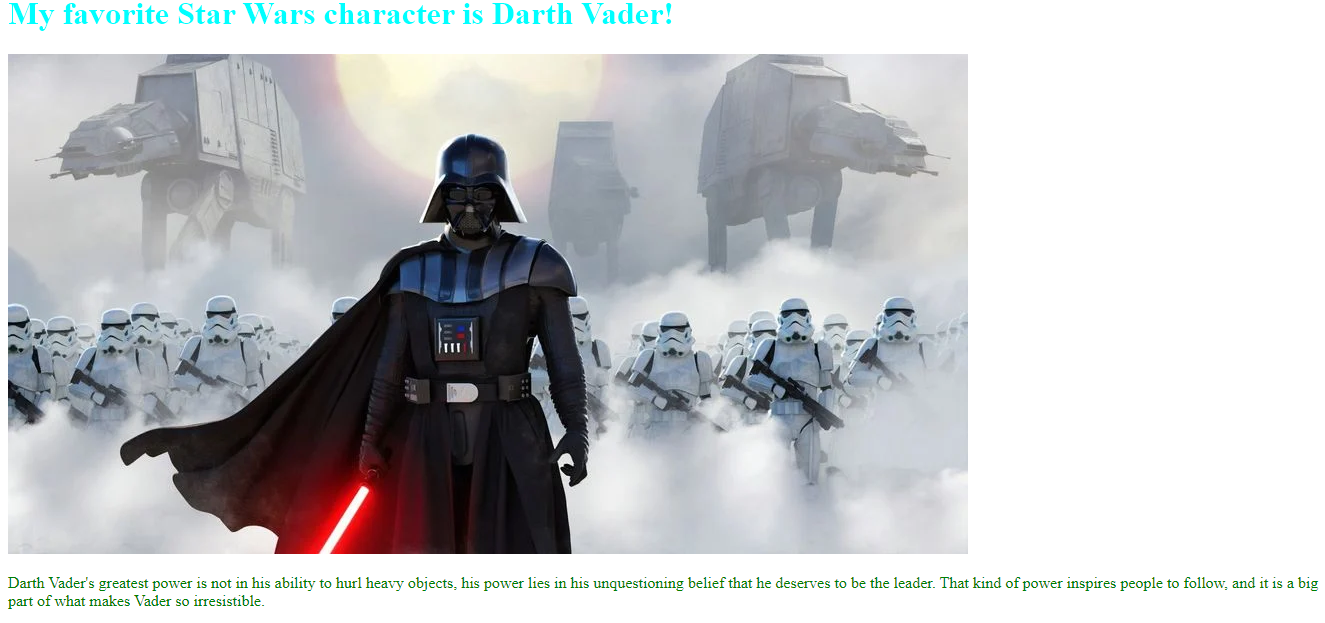 My favorite Star Wars character is Darth Vader!
Darth Vader's greatest power is not in his ability to hurl heavy objects, his power lies in his unquestioning belief that he deserves to be the leader. That kind of power inspires people to follow, and it is a big
part of what makes Vader so irresistible.